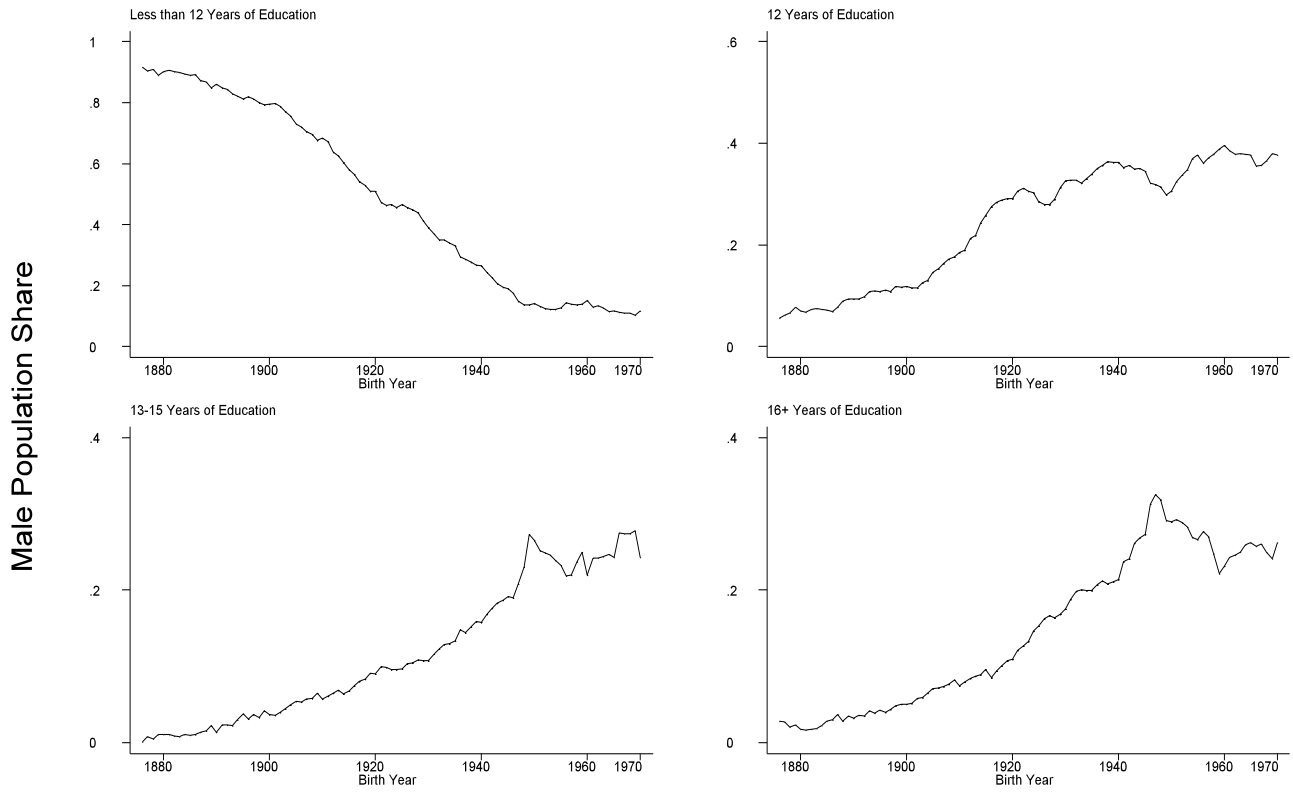 Male Population Share
Less than 12 Years of Education
1
.8
.6
.4
.2
0
1880 1900 1920 1940 1960 1970
Birth Year
12 Years of Education
.6
.4
.2
0
1880 1900 1920 1940 1960 1970
Birth Year
13-15 Years of Education
.4
.2
0
1880 1900 1920 1940 1960 1970
Birth Year
16+ Years of Education
.4
.2
0
1880 1900 1920 1940 1960 1970
Birth Year